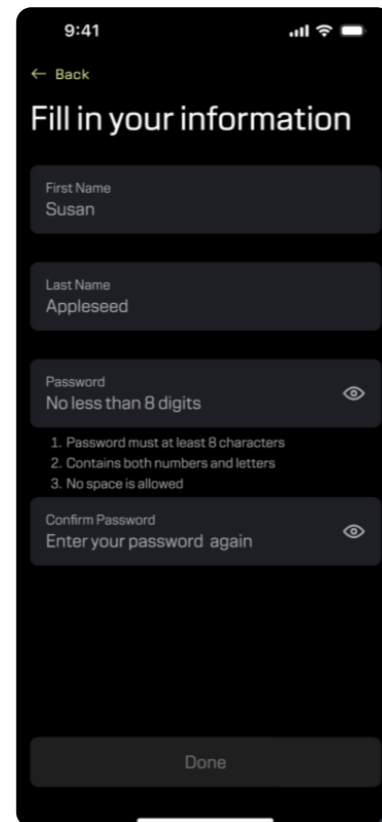 9:41
← Back
Fill in your information
First Name
Susan
Last Name
Appleseed
Password
No less than 8 digits
1. Password must at least 8 characters
2. Contains both numbers and letters
3. No space is allowed
Confirm Password
Enter your password again
Done